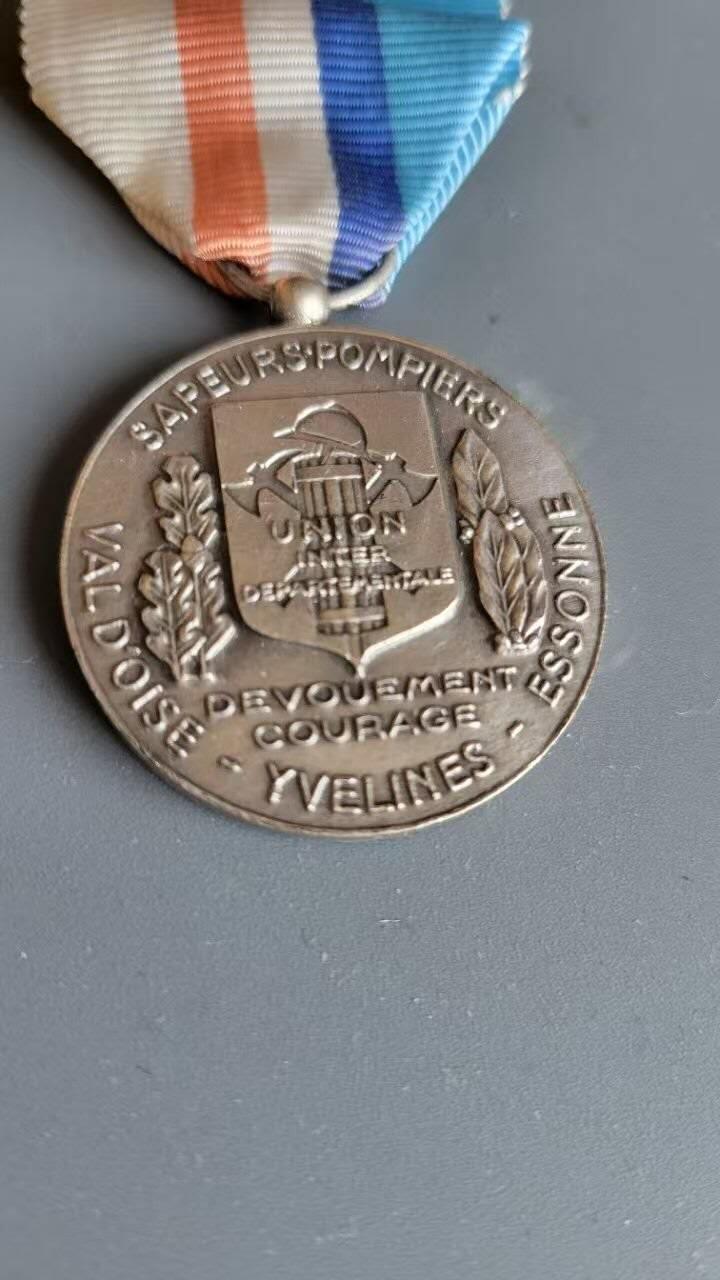 SAPEURS·POMPIERS
UNION
INTER
DEPARTEMENTALE
DEVOUEMENT
COURAGE
VAL D'OISE - YVELINES - ESSONNE